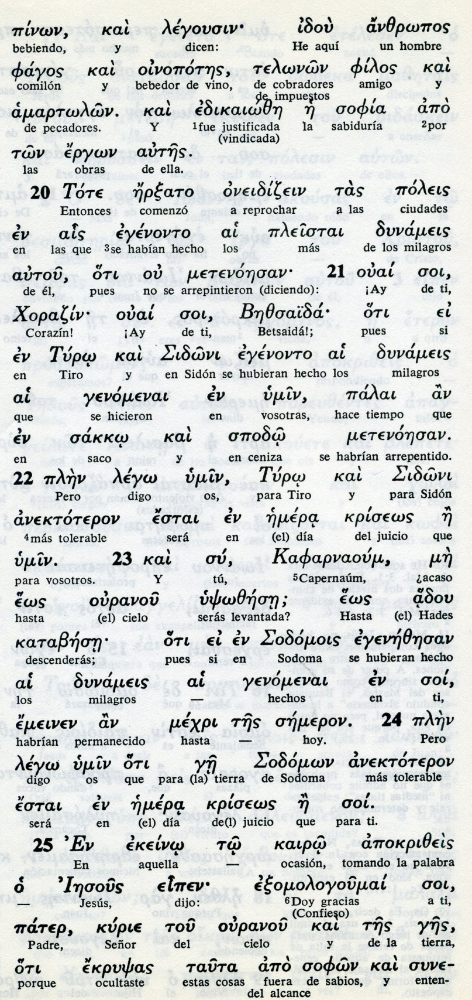 πίνων, καὶ λέγουσιν· ἰδοὺ ἄνθρωπος
bebiendo, y dicen: He aquí un hombre
φάγος καὶ οἰνοπότης, τελωνῶν φίλος καὶ
comilón y bebedor de vino, de cobradores amigo y
de impuestos
ἁμαρτωλῶν. καὶ ἐδικαιώθη ἡ σοφία ἀπὸ
de pecadores. Y ¹fue justificada la sabiduría ²por
(vindicada)
τῶν ἔργων αὐτῆς.
las obras de ella.
20 Τότε ἤρξατο ὀνειδίζειν τὰς πόλεις
Entonces comenzó a reprochar a las ciudades
ἐν αἷς ἐγένοντο αἱ πλεῖσται δυνάμεις
en las que ³se habían hecho los más de los milagros
αὐτοῦ, ὅτι οὐ μετενόησαν· 21 οὐαί σοι,
de él, pues no se arrepintieron (diciendo): ¡Ay de ti,
Χοραζίν· οὐαί σοι, Βηθσαϊδά· ὅτι εἰ
Corazín! ¡Ay de ti, Betsaidá!; pues si
ἐν Τύρῳ καὶ Σιδῶνι ἐγένοντο αἱ δυνάμεις
en Tiro y en Sidón se hubieran hecho los milagros
αἱ γενόμεναι ἐν ὑμῖν, πάλαι ἂν
que se hicieron en vosotras, hace tiempo que
ἐν σάκκῳ καὶ σποδῷ μετενόησαν.
en saco y en ceniza se habrían arrepentido.
22 πλὴν λέγω ὑμῖν, Τύρῳ καὶ Σιδῶνι
Pero digo os, para Tiro y para Sidón
ἀνεκτότερον ἔσται ἐν ἡμέρᾳ κρίσεως ἢ
⁴más tolerable será en (el) día del juicio que
ὑμῖν. 23 καὶ σύ, Καφαρναούμ, μὴ
para vosotros. Y tú, ⁵Capernaúm, ¿acaso
ἕως οὐρανοῦ ὑψωθήσῃ; ἕως ᾅδου
hasta (el) cielo serás levantada? Hasta (el) Hades
καταβήσῃ· ὅτι εἰ ἐν Σοδόμοις ἐγενήθησαν
descenderás; pues si en Sodoma se hubieran hecho
αἱ δυνάμεις αἱ γενόμεναι ἐν σοί,
los milagros — hechos en ti,
ἔμεινεν ἂν μέχρι τῆς σήμερον. 24 πλὴν
habrían permanecido hasta — hoy. Pero
λέγω ὑμῖν ὅτι γῇ Σοδόμων ἀνεκτότερον
digo os que para (la) tierra de Sodoma más tolerable
ἔσται ἐν ἡμέρᾳ κρίσεως ἢ σοί.
será en (el) día de(l) juicio que para ti.
25 Ἐν ἐκείνῳ τῷ καιρῷ ἀποκριθεὶς
En aquella — ocasión, tomando la palabra
ὁ Ἰησοῦς εἶπεν· ἐξομολογοῦμαί σοι,
— Jesús, dijo: ⁶Doy gracias a ti,
(Confieso)
πάτερ, κύριε τοῦ οὐρανοῦ καὶ τῆς γῆς,
Padre, Señor del cielo y de la tierra,
ὅτι ἔκρυψας ταῦτα ἀπὸ σοφῶν καὶ συνε-
porque ocultaste estas cosas fuera de sabios, y enten-
del alcance